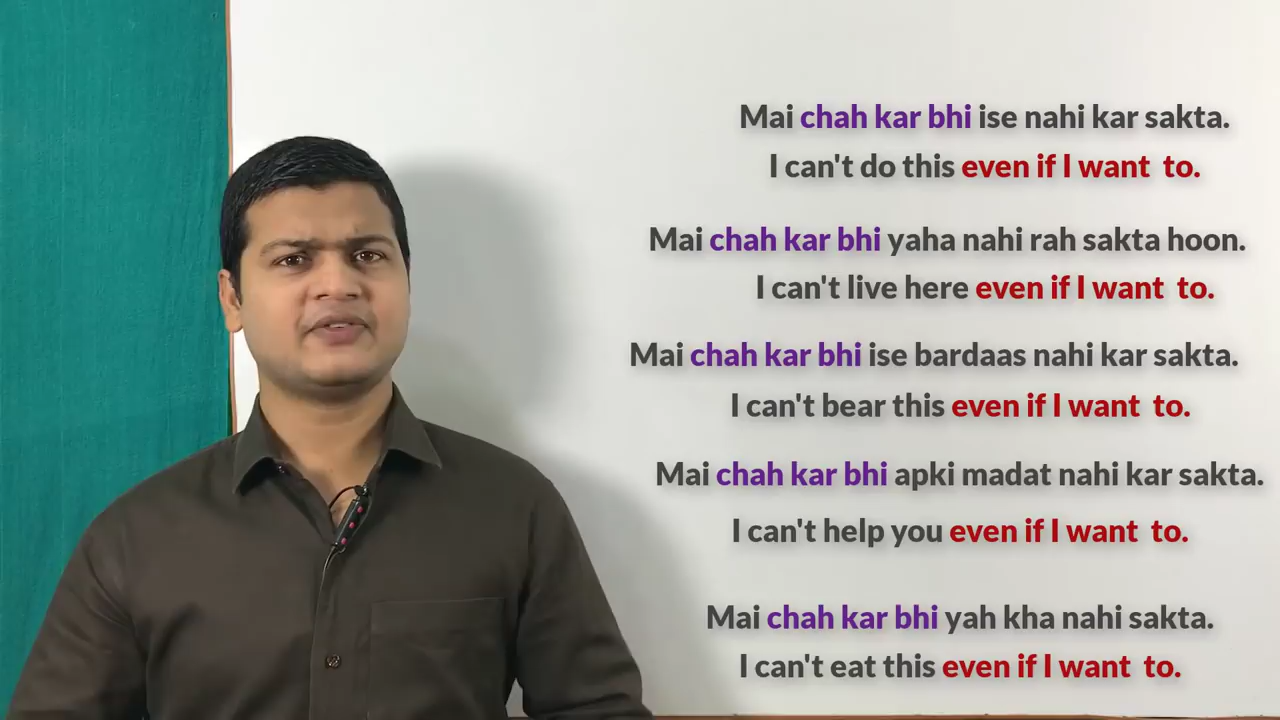 Mai chah kar bhi ise nahi kar sakta.
I can't do this even if I want to.
Mai chah kar bhi yaha nahi rah sakta hoon.
I can't live here even if I want to.
Mai chah kar bhi ise bardaas nahi kar sakta.
I can't bear this even if I want to.
Mai chah kar bhi apki madat nahi kar sakta.
I can't help you even if I want to.
Mai chah kar bhi yah kha nahi sakta.
I can't eat this even if I want to.